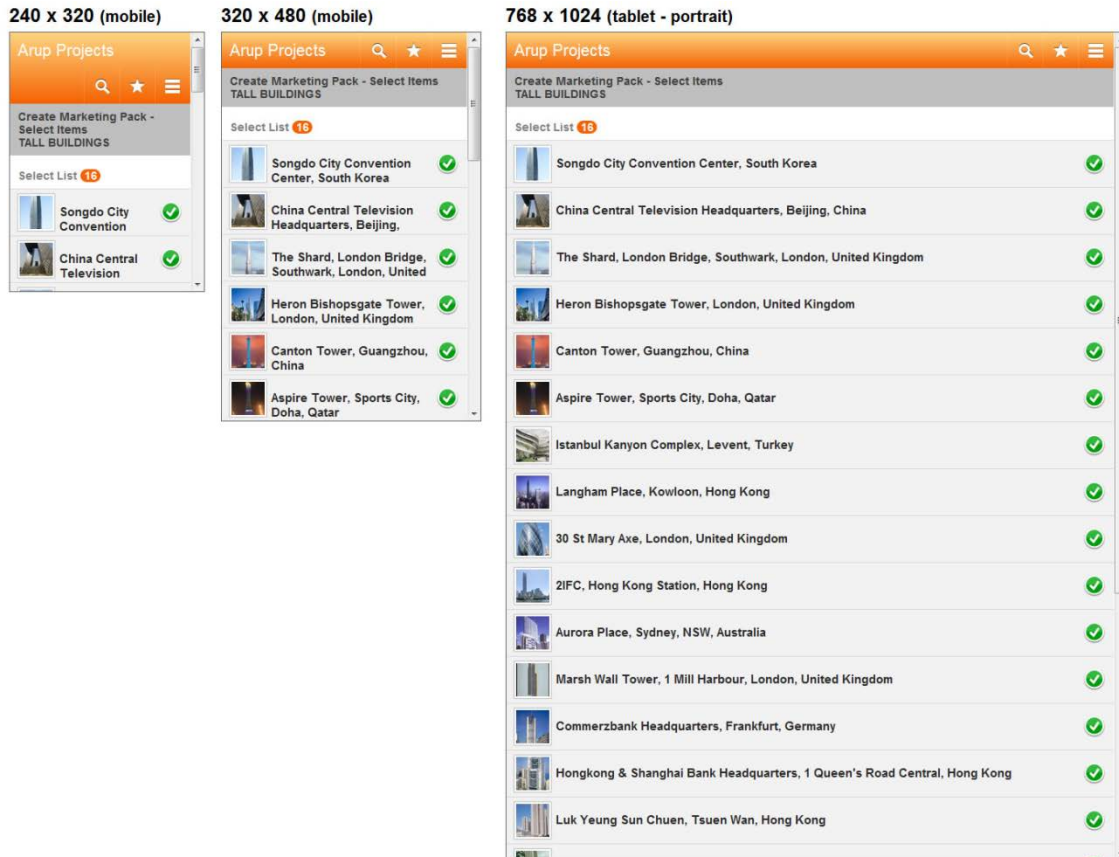 240 x 320 (mobile)
Arup Projects
Create Marketing Pack -
Select Items
TALL BUILDINGS
Select List 16
Songdo City
Convention
China Central
Television
320 x 480 (mobile)
Arup Projects
Create Marketing Pack - Select Items
TALL BUILDINGS
Select List 16
Songdo City Convention
Center, South Korea
China Central Television
Headquarters, Beijing,
The Shard, London Bridge,
Southwark, London, United
Heron Bishopsgate Tower,
London, United Kingdom
Canton Tower, Guangzhou,
China
Aspire Tower, Sports City,
Doha, Qatar
768 x 1024 (tablet - portrait)
Arup Projects
Create Marketing Pack - Select Items
TALL BUILDINGS
Select List 16
Songdo City Convention Center, South Korea
China Central Television Headquarters, Beijing, China
The Shard, London Bridge, Southwark, London, United Kingdom
Heron Bishopsgate Tower, London, United Kingdom
Canton Tower, Guangzhou, China
Aspire Tower, Sports City, Doha, Qatar
Istanbul Kanyon Complex, Levent, Turkey
Langham Place, Kowloon, Hong Kong
30 St Mary Axe, London, United Kingdom
2IFC, Hong Kong Station, Hong Kong
Aurora Place, Sydney, NSW, Australia
Marsh Wall Tower, 1 Mill Harbour, London, United Kingdom
Commerzbank Headquarters, Frankfurt, Germany
Hongkong & Shanghai Bank Headquarters, 1 Queen's Road Central, Hong Kong
Luk Yeung Sun Chuen, Tsuen Wan, Hong Kong